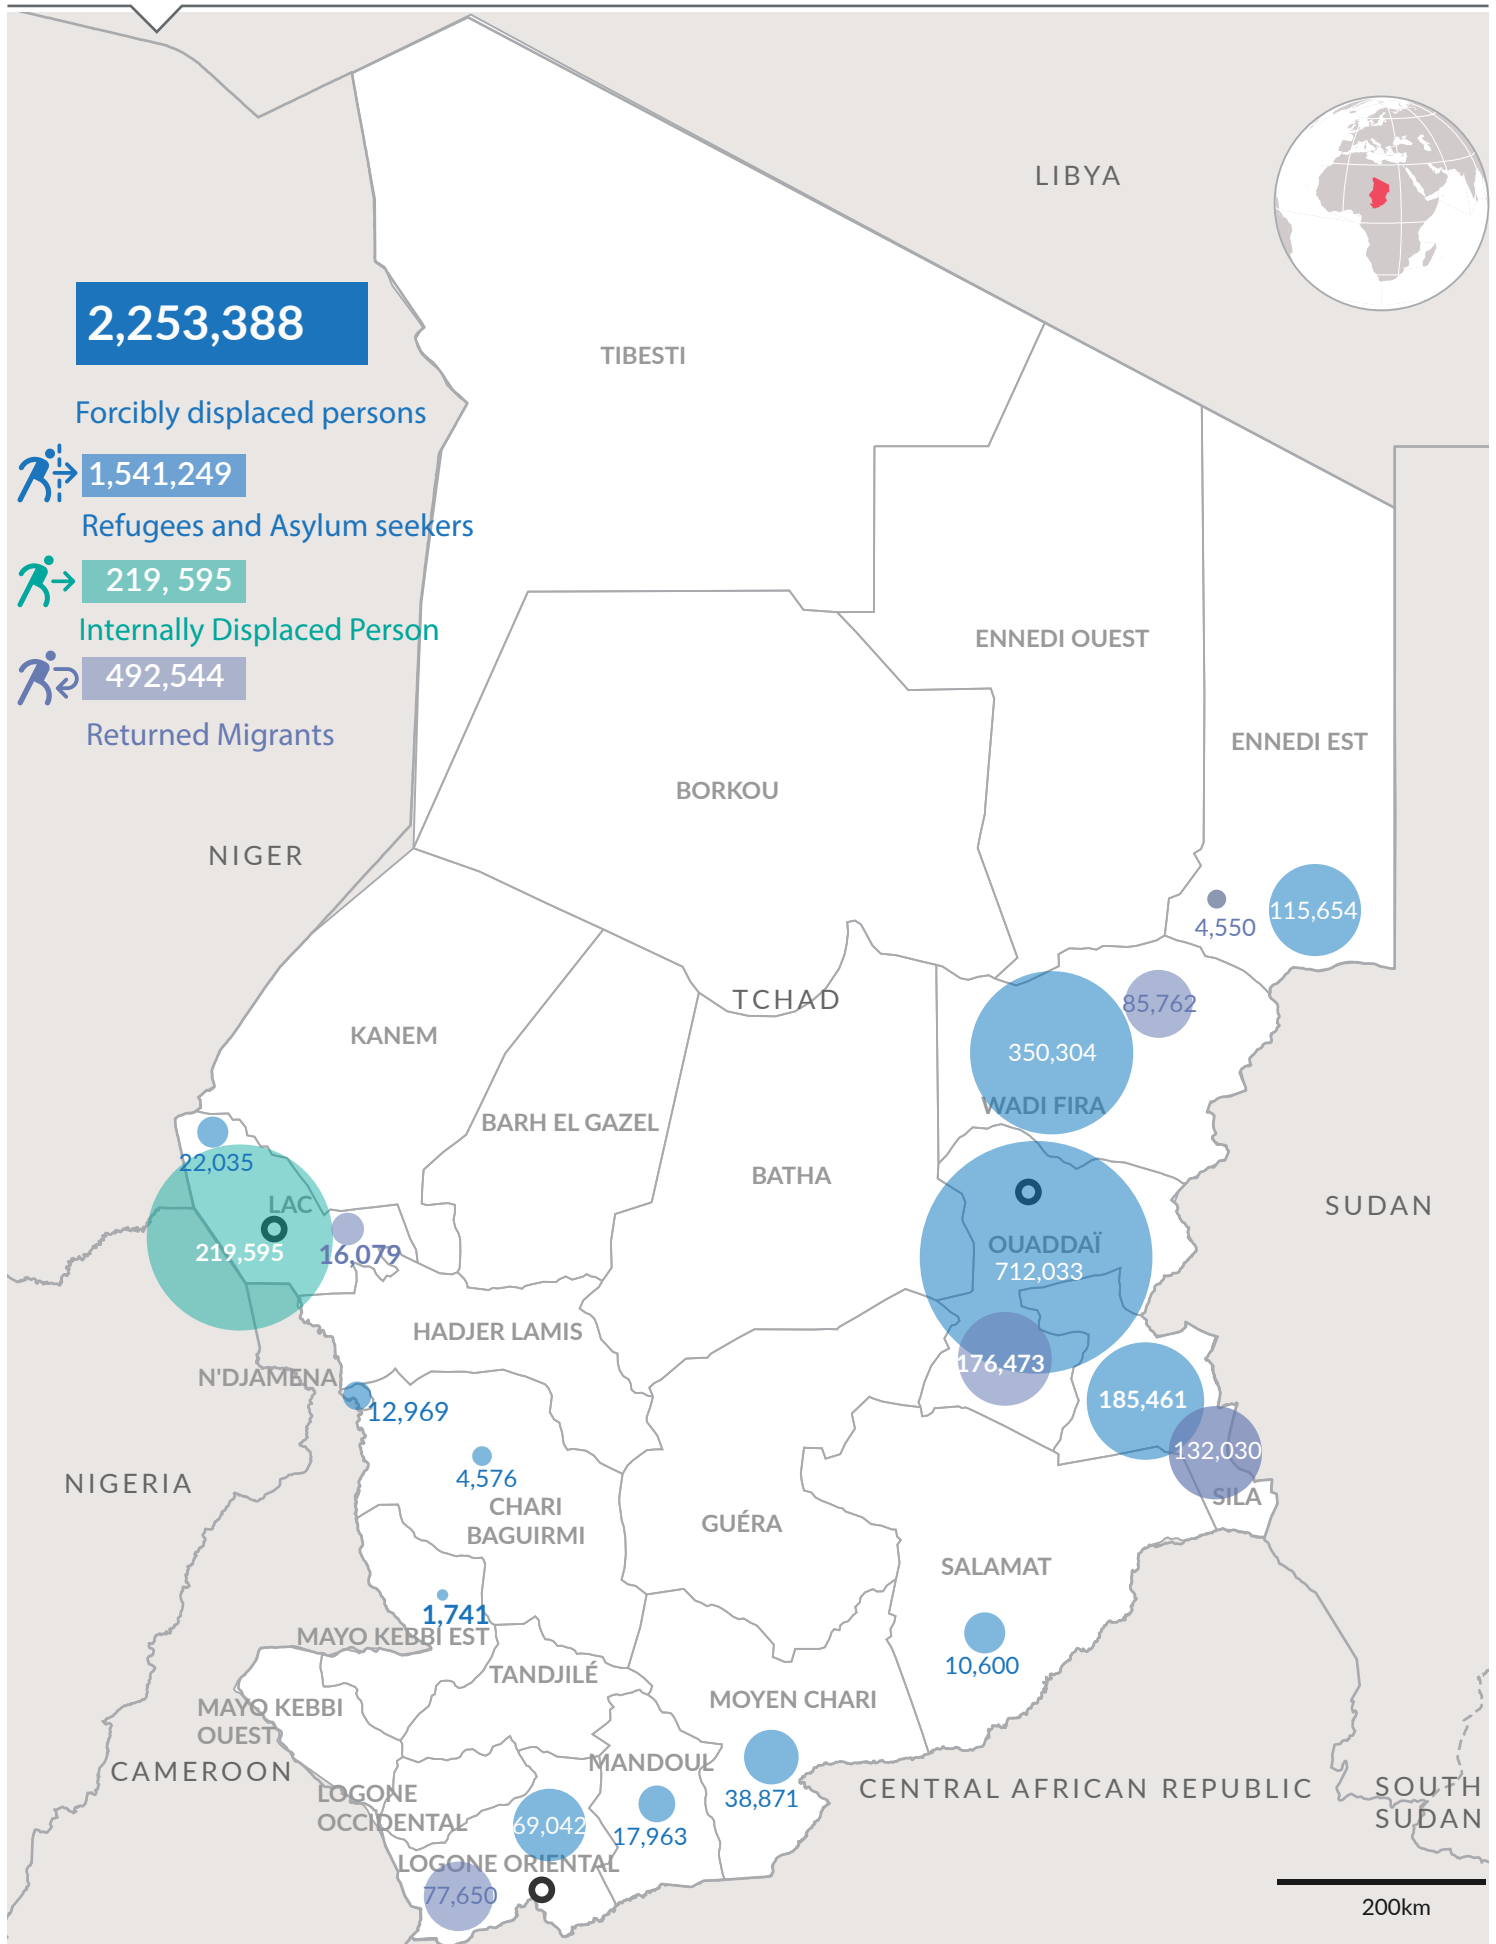 LIBYA
2,253,388
TIBESTI
Forcibly displaced persons
1,541,249
Refugees and Asylum seekers
219, 595
Internally Displaced Person
ENNEDI OUEST
492,544
Returned Migrants
ENNEDI EST
BORKOU
NIGER
115,654
4,550
TCHAD
85,762
KANEM
350,304
WADI FIRA
BARH EL GAZEL
22,035
BATHA
LAC
SUDAN
219,595
16,079
OUADDAÏ
712,033
HADJER LAMIS
176,473
N'DJAMENA
12,969
185,461
132,030
4,576
NIGERIA
SILA
CHARI
BAGUIRMI
GUÉRA
SALAMAT
1,741
MAYO KEBBI EST
10,600
TANDJILÉ
MOYEN CHARI
MAYO KEBBI
OUEST
MANDOUL
CAMEROON
38,871
CENTRAL AFRICAN REPUBLIC
SOUTH
SUDAN
LOGONE
OCCIDENTAL
69,042
17,963
LOGONE ORIENTAL
77,650
200km